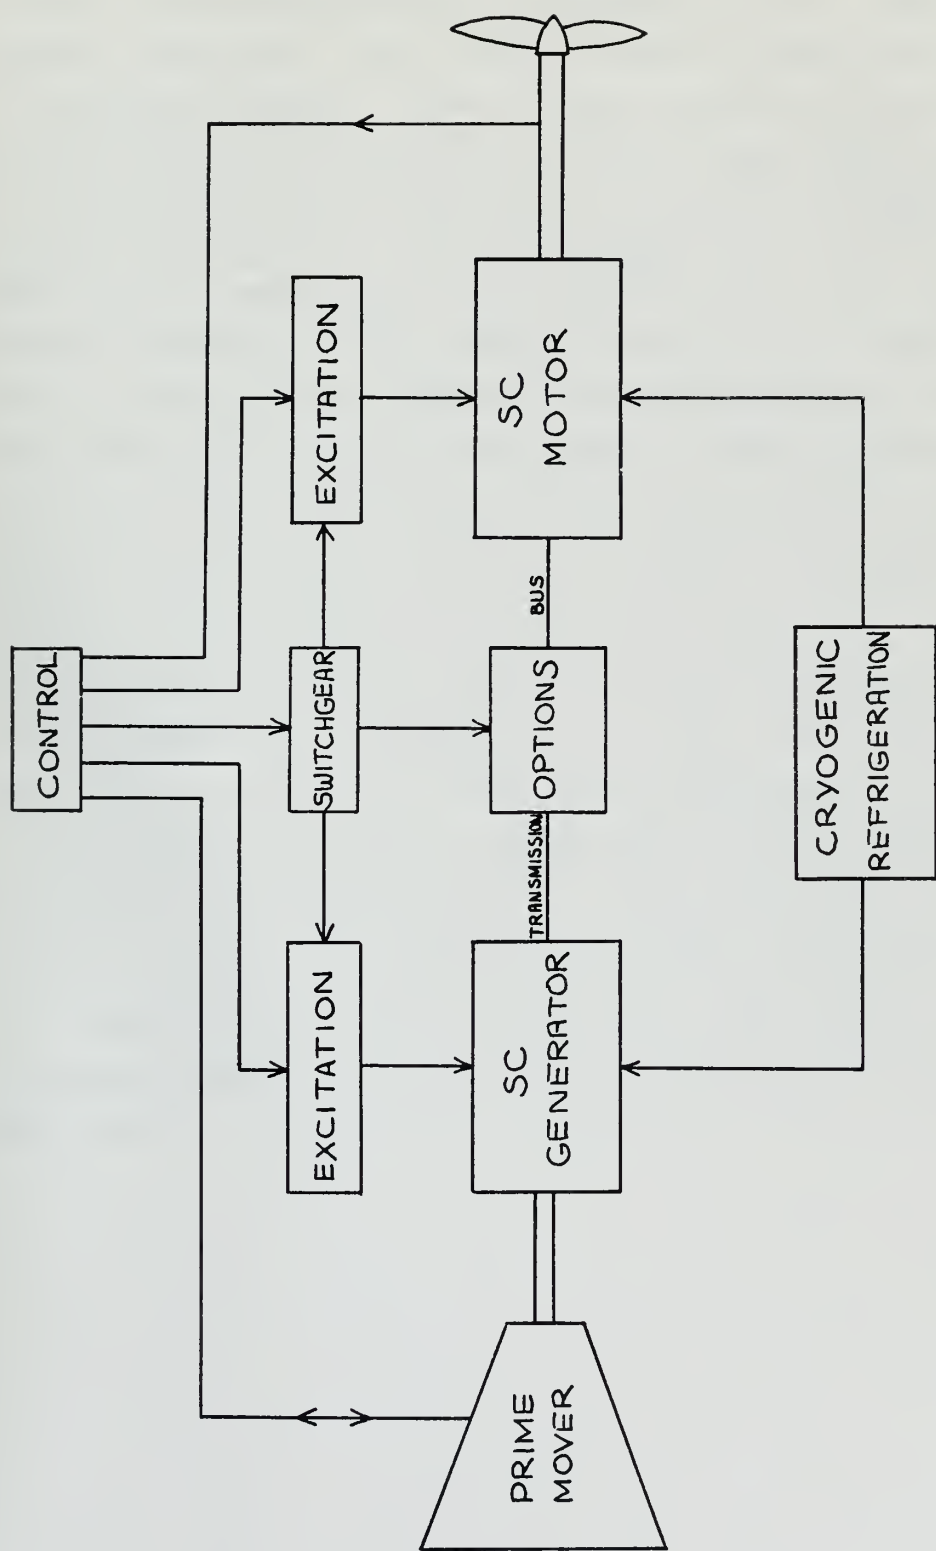 CONTROL
EXCITATION
SWITCHGEAR
EXCITATION
PRIME
MOVER
SC
GENERATOR
TRANSMISSION
OPTIONS
BUS
SC
MOTOR
CRYOGENIC
REFRIGERATION